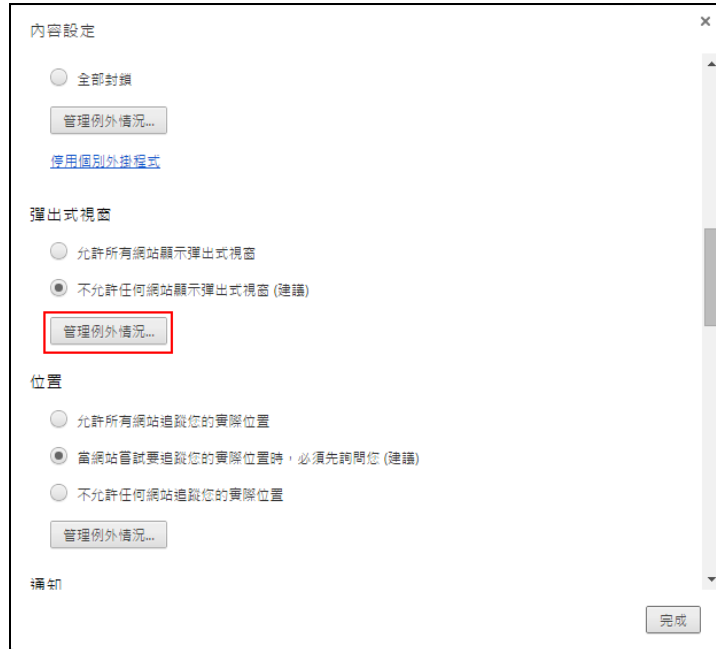 內容設定
×
全部封鎖
管理例外情況...
停用個別外掛程式
彈出式視窗
允許所有網站顯示彈出式視窗
不允許任何網站顯示彈出式視窗 (建議)
管理例外情況...
位置
允許所有網站追蹤您的實際位置
當網站嘗試要追蹤您的實際位置時，必須先詢問您 (建議)
不允許任何網站追蹤您的實際位置
管理例外情況...
通知
完成